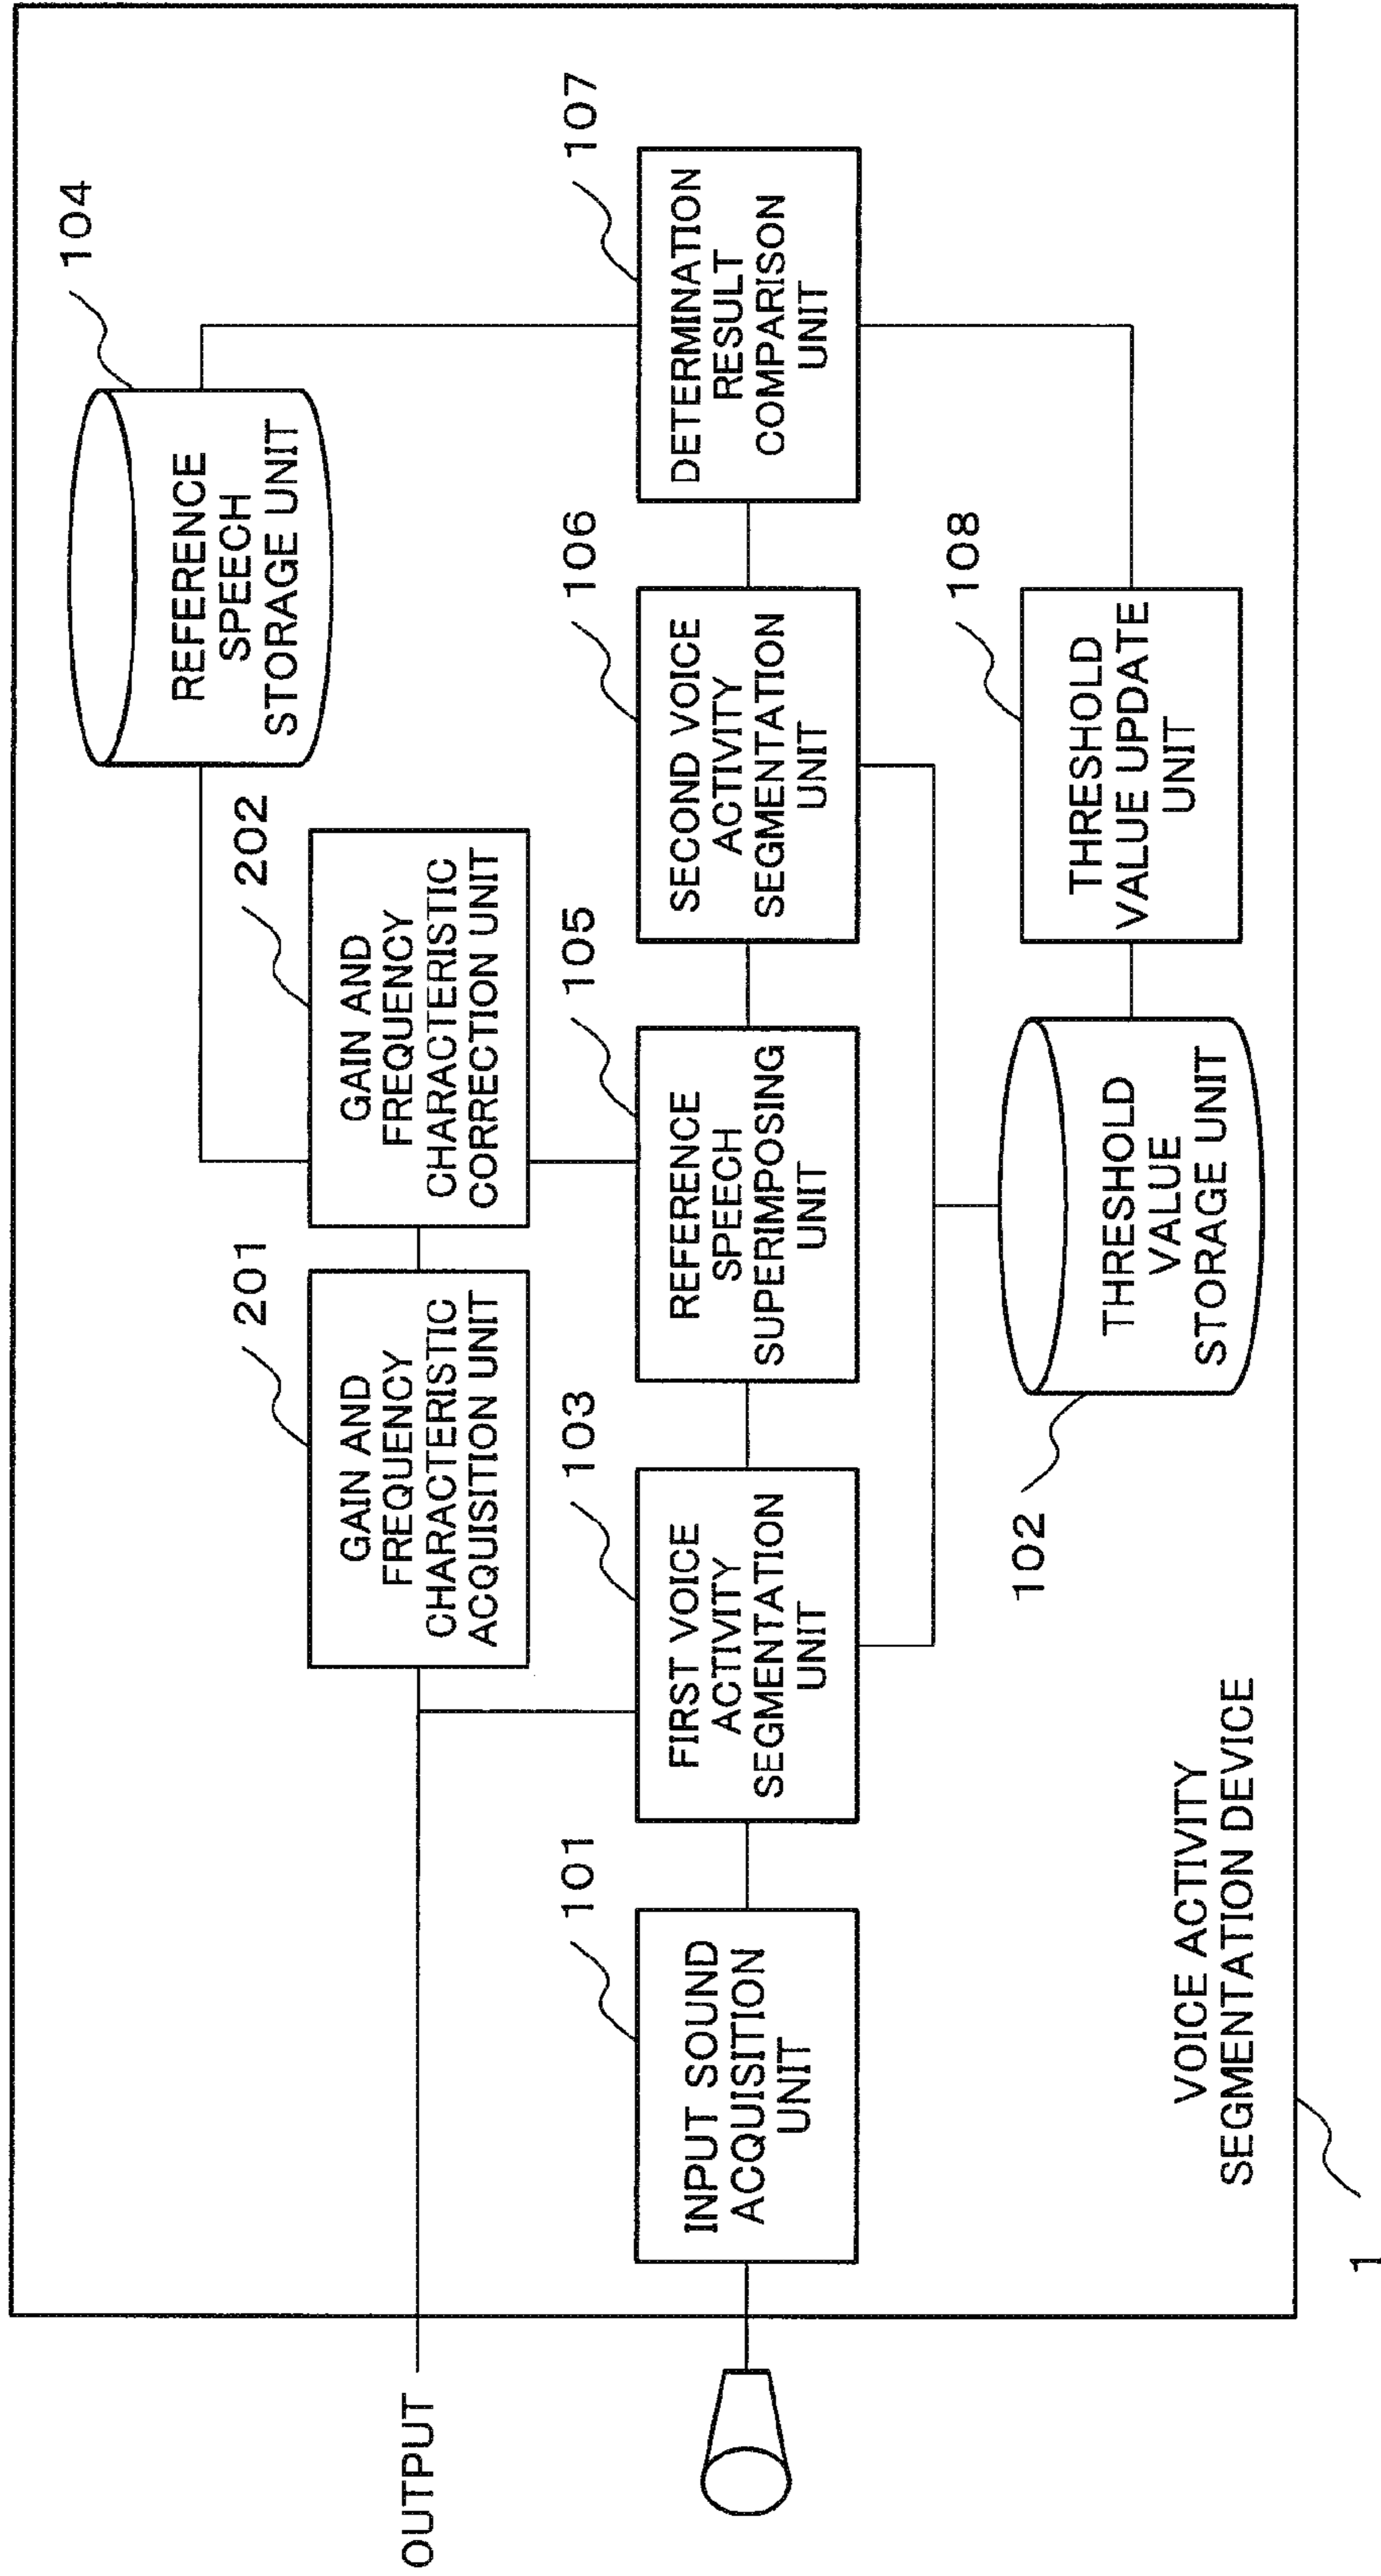 104
REFERENCE
SPEECH
STORAGE UNIT
201
GAIN AND
FREQUENCY
CHARACTERISTIC
ACQUISITION UNIT
202
GAIN AND
FREQUENCY
CHARACTERISTIC
CORRECTION UNIT
OUTPUT
101
INPUT SOUND
ACQUISITION
UNIT
103
FIRST VOICE
ACTIVITY
SEGMENTATION
UNIT
105
REFERENCE
SPEECH
SUPERIMPOSING
UNIT
106
SECOND VOICE
ACTIVITY
SEGMENTATION
UNIT
107
DETERMINATION
RESULT
COMPARISON
UNIT
102
THRESHOLD
VALUE
STORAGE UNIT
108
THRESHOLD
VALUE UPDATE
UNIT
VOICE ACTIVITY
SEGMENTATION DEVICE
1